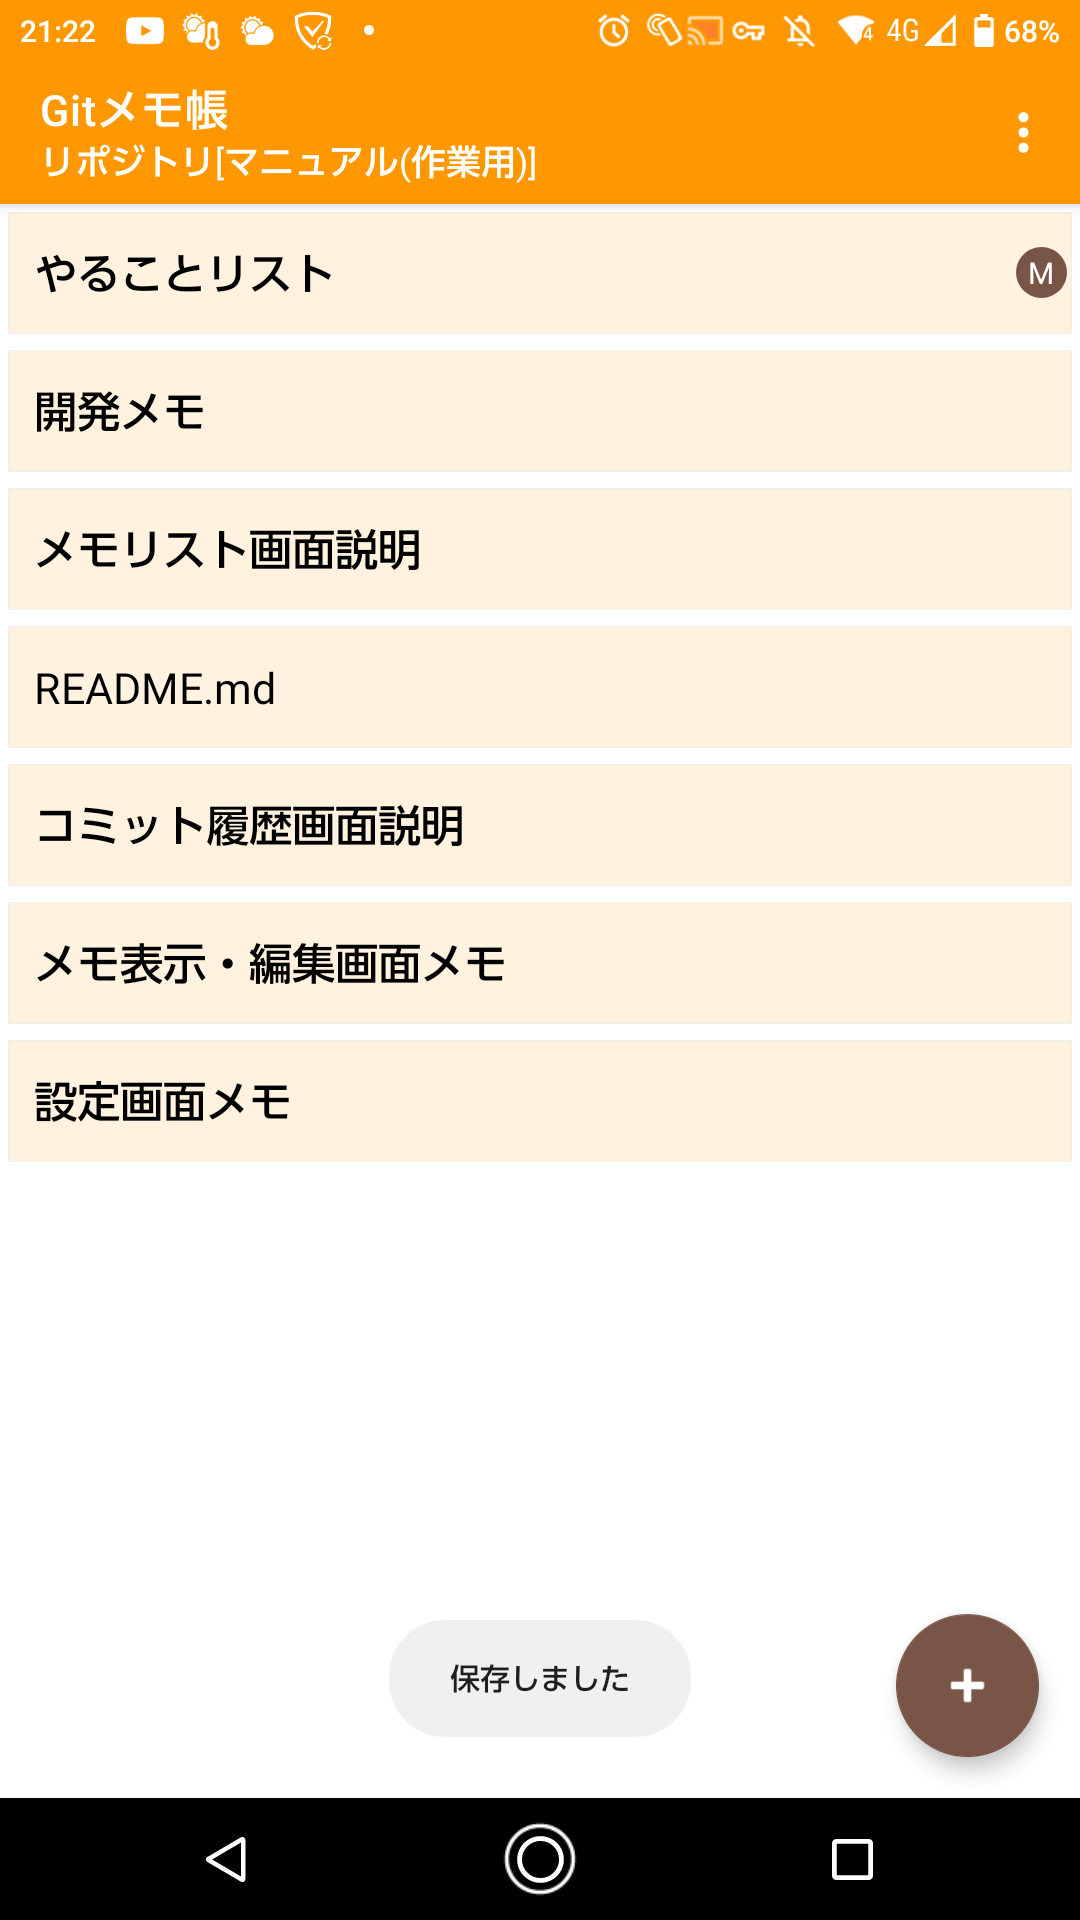 21:22 4G 68%
Gitメモ帳
リポジトリ[マニュアル(作業用)]
やることリスト M
開発メモ
メモリスト画面説明
README.md
コミット履歴画面説明
メモ表示・編集画面メモ
設定画面メモ
保存しました